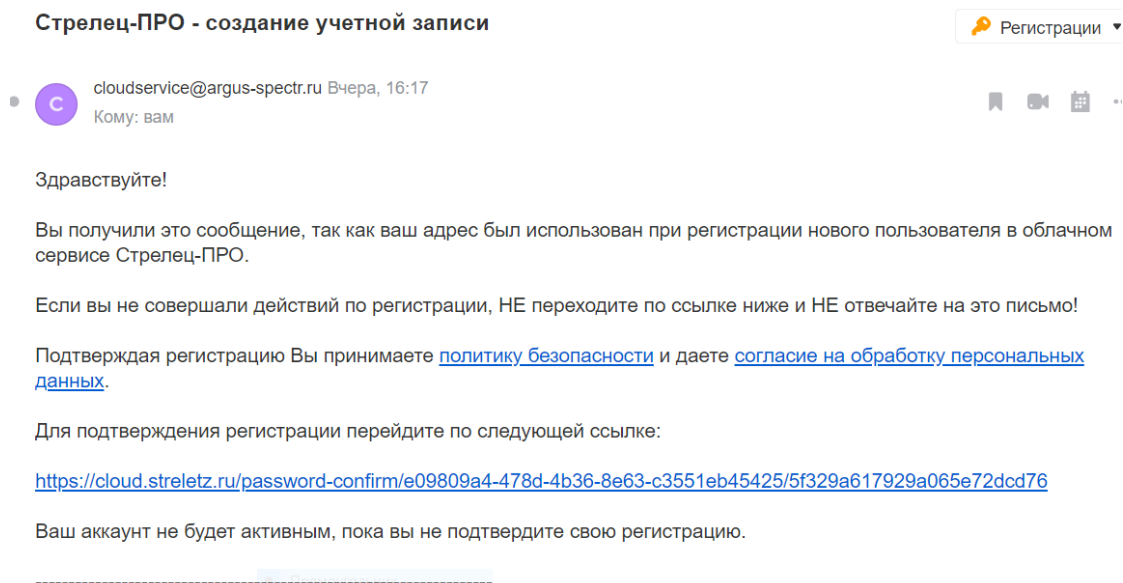 Стрелец-ПРО - создание учетной записи
Регистрации
С
cloudservice@argus-spectr.ru Вчера, 16:17
Кому: вам
Здравствуйте!
Вы получили это сообщение, так как ваш адрес был использован при регистрации нового пользователя в облачном
сервисе Стрелец-ПРО.
Если вы не совершали действий по регистрации, НЕ переходите по ссылке ниже и НЕ отвечайте на это письмо!
Подтверждая регистрацию Вы принимаете политику безопасности и даете согласие на обработку персональных
данных.
Для подтверждения регистрации перейдите по следующей ссылке:
https://cloud.streletz.ru/password-confirm/e09809a4-478d-4b36-8e63-c3551eb45425/5f329a617929a065e72dcd76
Ваш аккаунт не будет активным, пока вы не подтвердите свою регистрацию.